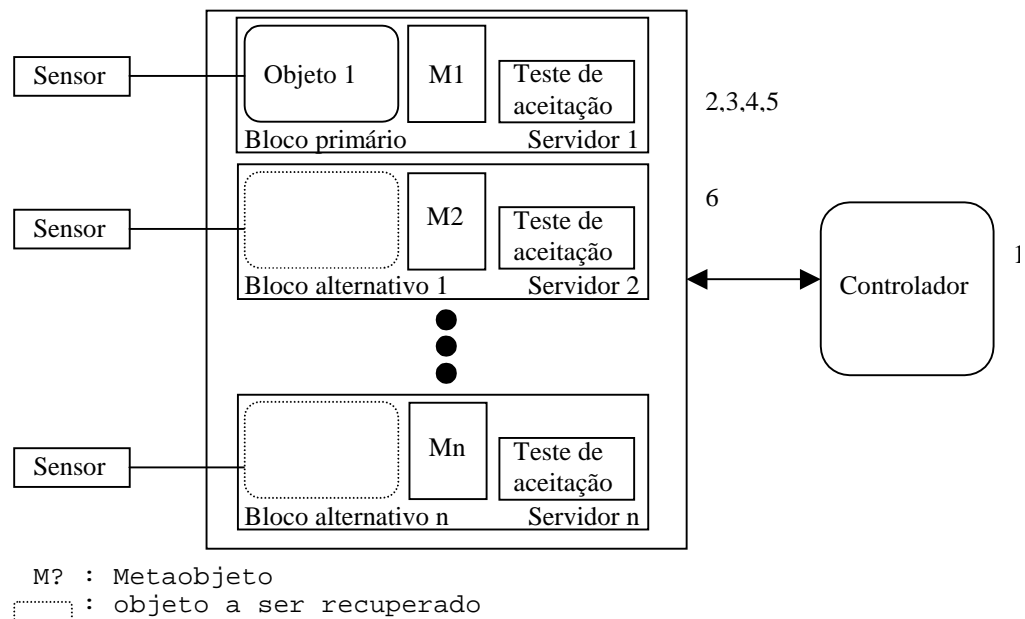 Sensor
Objeto 1
M1
Teste de
aceitação
Bloco primário
Servidor 1
2,3,4,5
Sensor
M2
Teste de
aceitação
Bloco alternativo 1
Servidor 2
6
Controlador
1
Sensor
Mn
Teste de
aceitação
Bloco alternativo n
Servidor n
M? : Metaobjeto
: objeto a ser recuperado